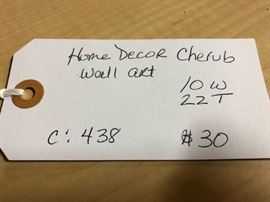 Home Decor Cherub
wall art
10 W
22 T
C: 438 $30